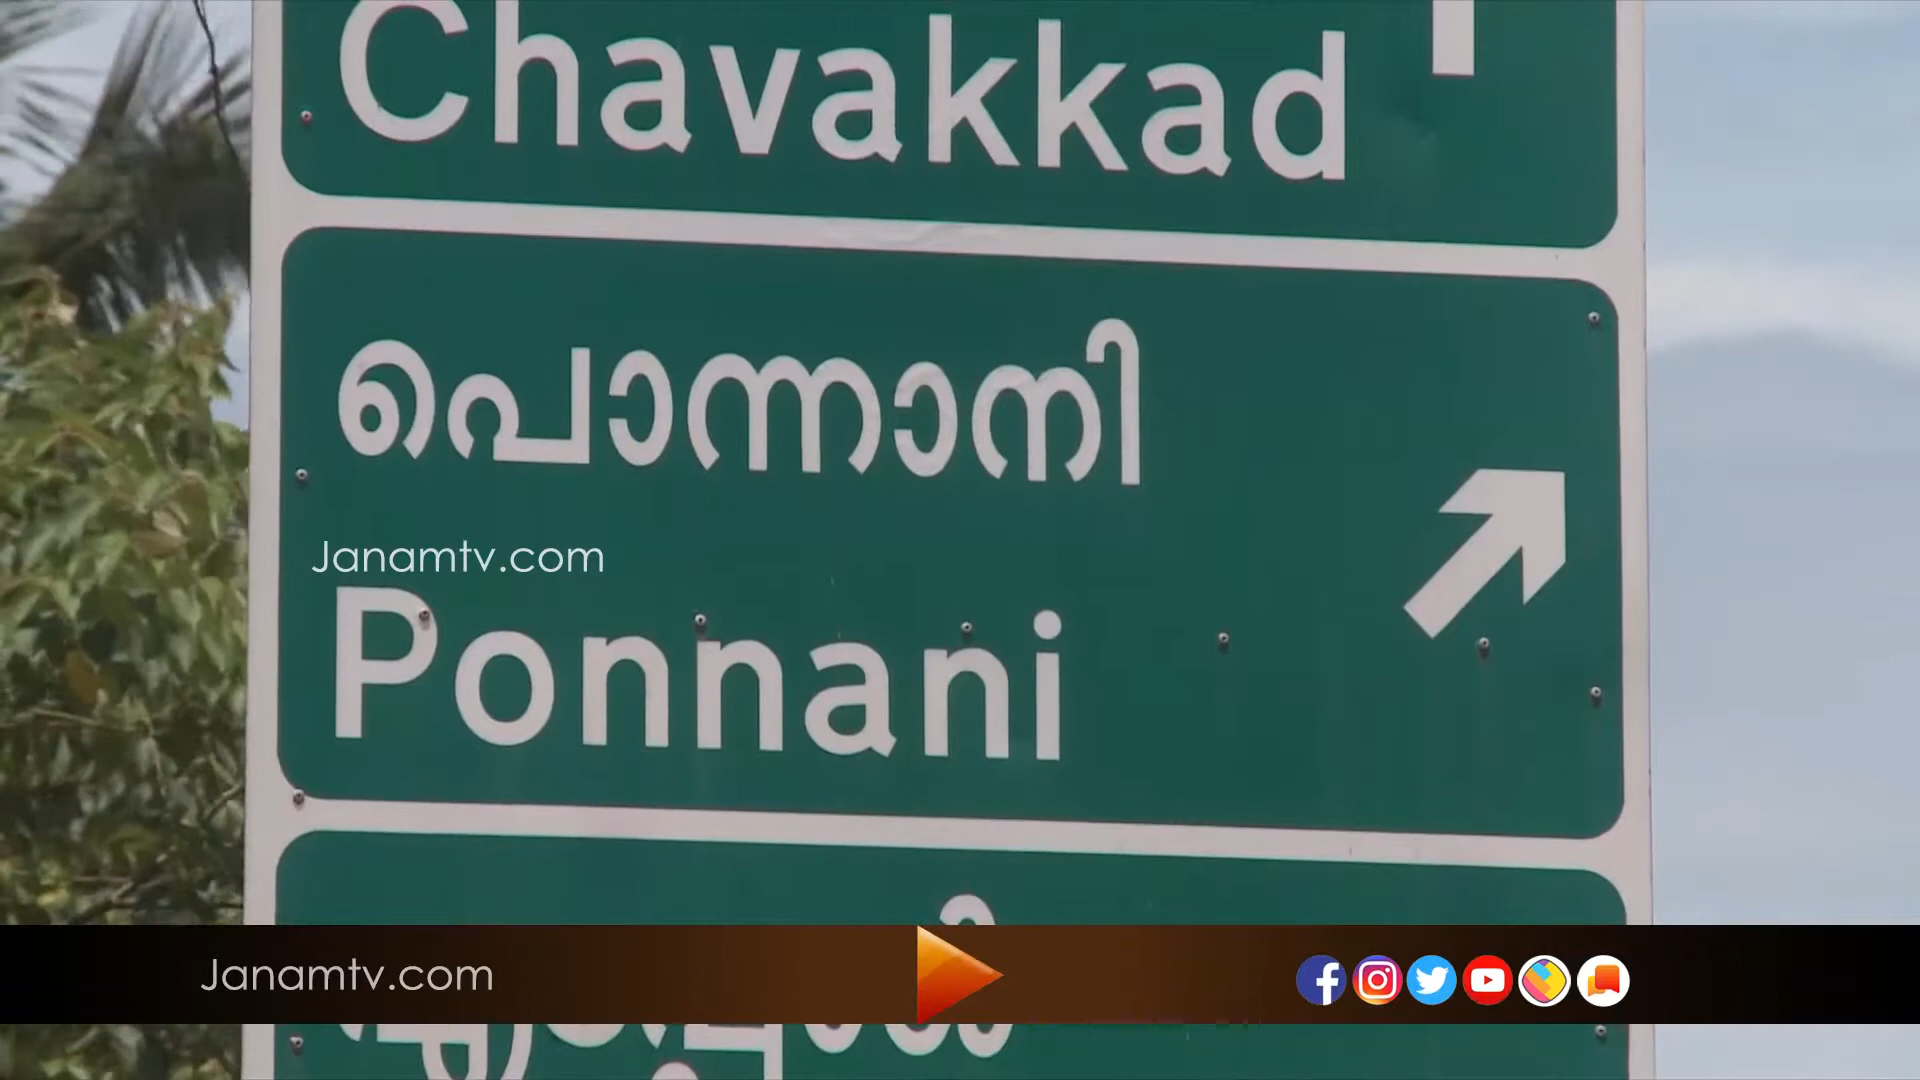 Chavakkad
പൊന്നാനി
Janamtv.com
Ponnani
Janamtv.com